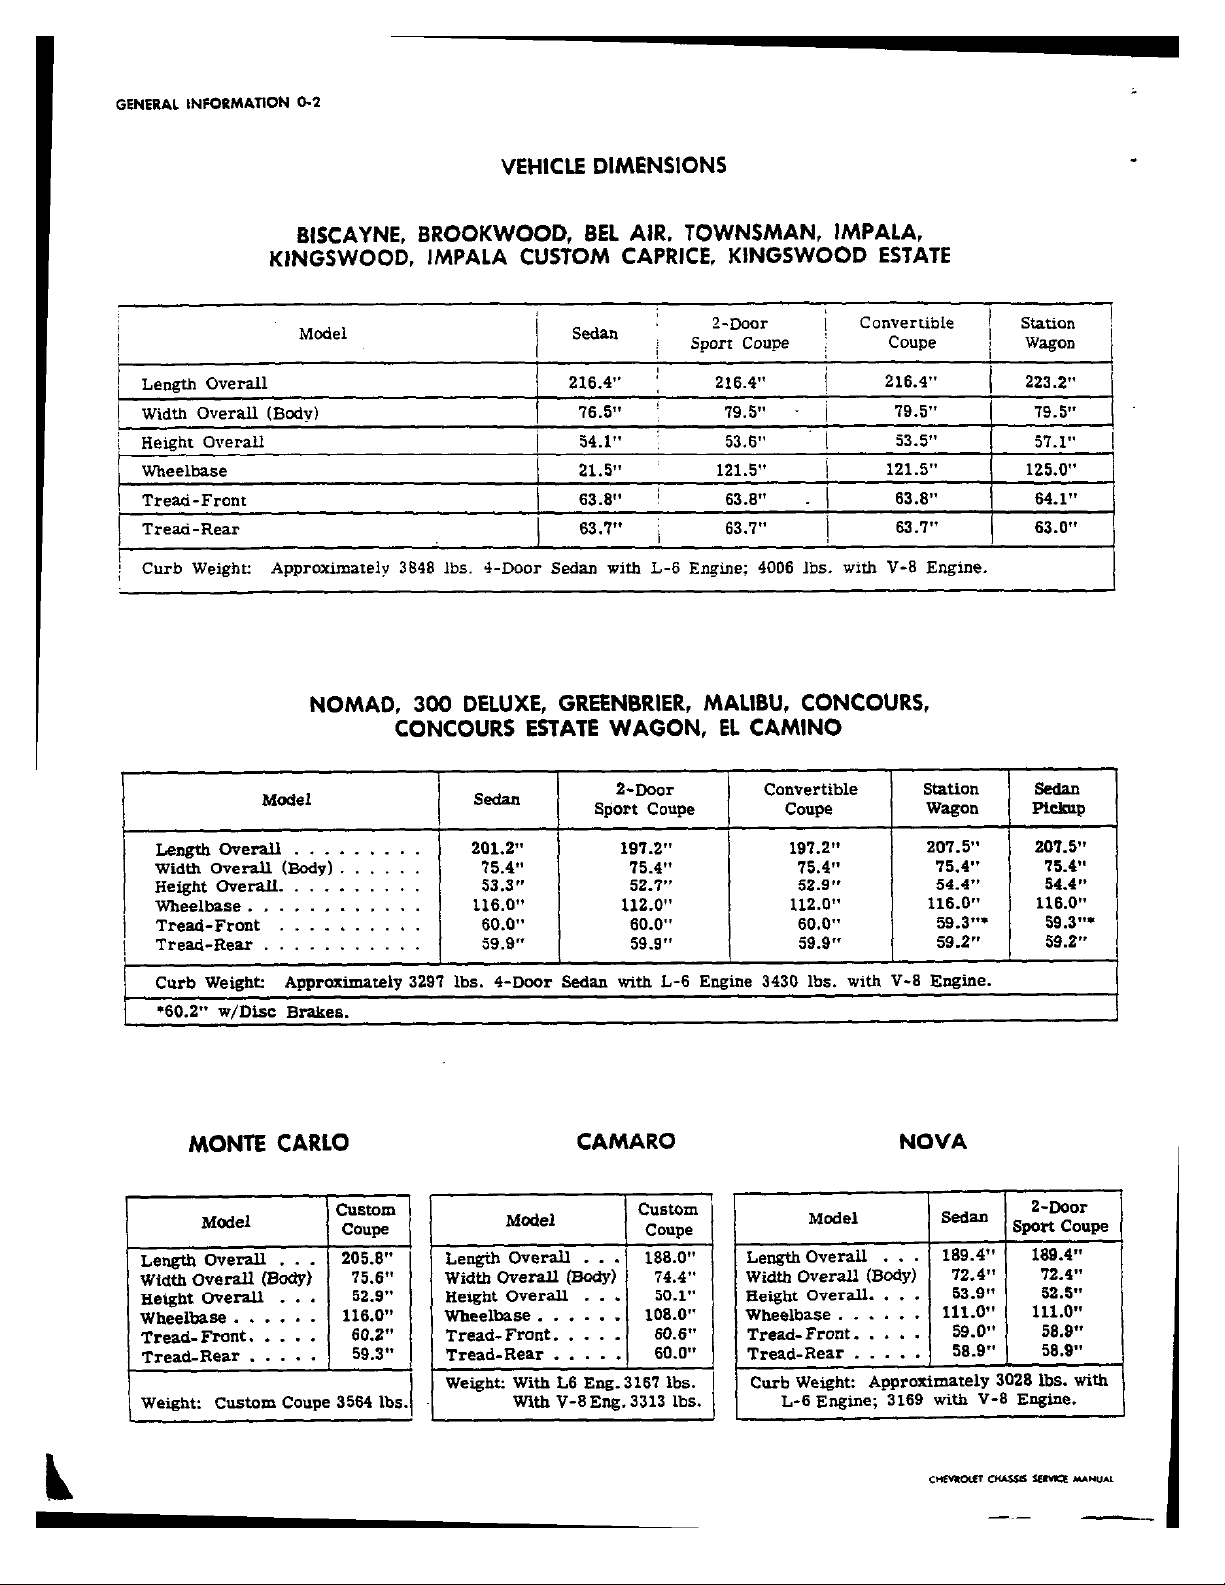 GENERAL INFORMATION 0-2
VEHICLE DIMENSIONS
BISCAYNE, BROOKWOOD, BEL AIR, TOWNSMAN, IMPALA,
KINGSWOOD, IMPALA CUSTOM CAPRICE, KINGSWOOD ESTATE
Model Sedan 2-Door Sport Coupe Convertible Coupe Station Wagon
Length Overall 216.4" 216.4" 216.4" 223.2"
Width Overall (Body) 76.5" 79.5" 79.5" 79.5"
Height Overall 54.1" 53.6" 53.5" 57.1"
Wheelbase 21.5" 121.5" 121.5" 125.0"
Tread-Front 63.8" 63.8" 63.8" 64.1"
Tread-Rear 63.7" 63.7" 63.7" 63.0"
Curb Weight: Approximately 3848 lbs. 4-Door Sedan with L-6 Engine; 4006 lbs. with V-8 Engine.
NOMAD, 300 DELUXE, GREENBRIER, MALIBU, CONCOURS,
CONCOURS ESTATE WAGON, EL CAMINO
Model Sedan 2-Door Sport Coupe Convertible Coupe Station Wagon Sedan Pickup
Length Overall . . . . . . . . . 201.2" 197.2" 197.2" 207.5" 207.5"
Width Overall (Body) . . . . . . 75.4" 75.4" 75.4" 75.4" 75.4"
Height Overall. . . . . . . . . . 53.3" 52.7" 52.9" 54.4" 54.4"
Wheelbase . . . . . . . . . . . . 116.0" 112.0" 112.0" 116.0" 116.0"
Tread-Front . . . . . . . . . . 60.0" 60.0" 60.0" 59.3"* 59.3"*
Tread-Rear . . . . . . . . . . . 59.9" 59.9" 59.9" 59.2" 59.2"
Curb Weight: Approximately 3297 lbs. 4-Door Sedan with L-6 Engine 3430 lbs. with V-8 Engine.
*60.2" w/Disc Brakes.
MONTE CARLO
Model Custom Coupe
Length Overall . . . 205.8"
Width Overall (Body) 75.6"
Height Overall . . . 52.9"
Wheelbase . . . . . . 116.0"
Tread-Front. . . . . 60.2"
Tread-Rear . . . . . 59.3"
Weight: Custom Coupe 3564 lbs.
CAMARO
Model Custom Coupe
Length Overall . . . 188.0"
Width Overall (Body) 74.4"
Height Overall . . . 50.1"
Wheelbase . . . . . . 108.0"
Tread-Front. . . . . 60.6"
Tread-Rear . . . . . 60.0"
Weight: With L6 Eng. 3167 lbs.
With V-8 Eng. 3313 lbs.
NOVA
Model Sedan 2-Door Sport Coupe
Length Overall . . . 189.4" 189.4"
Width Overall (Body) 72.4" 72.4"
Height Overall. . . . 53.9" 52.5"
Wheelbase . . . . . . 111.0" 111.0"
Tread-Front. . . . . 59.0" 58.9"
Tread-Rear . . . . . 58.9" 58.9"
Curb Weight: Approximately 3028 lbs. with
L-6 Engine; 3169 with V-8 Engine.
CHEVROLET CHASSIS SERVICE MANUAL